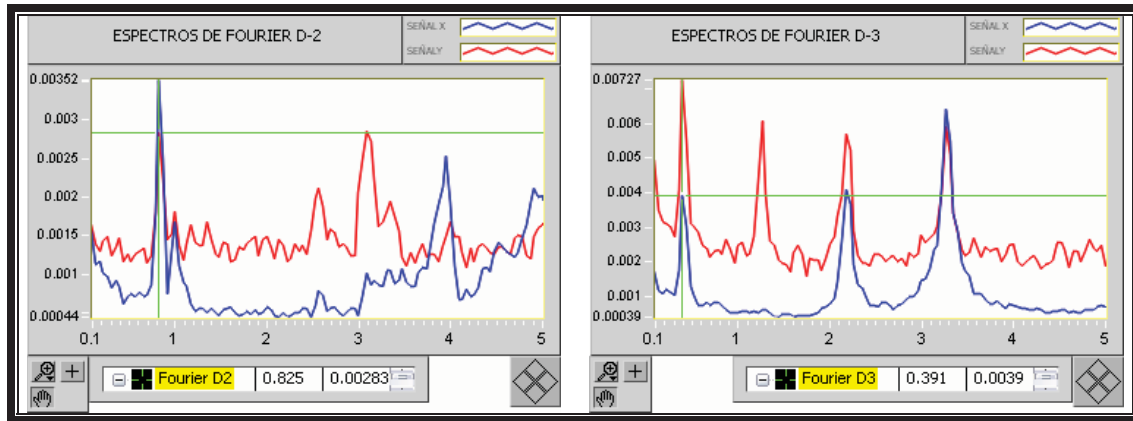 ESPECTROS DE FOURIER D-2
SEÑAL X
SEÑALY
0.00352
0.003
0.0025
0.002
0.0015
0.001
0.00044
0.1 1 2 3 4 5
Fourier D2 0.825 0.00283
ESPECTROS DE FOURIER D-3
SEÑAL X
SEÑALY
0.00727
0.006
0.005
0.004
0.003
0.002
0.001
0.00039
0.1 1 2 3 4 5
Fourier D3 0.391 0.0039